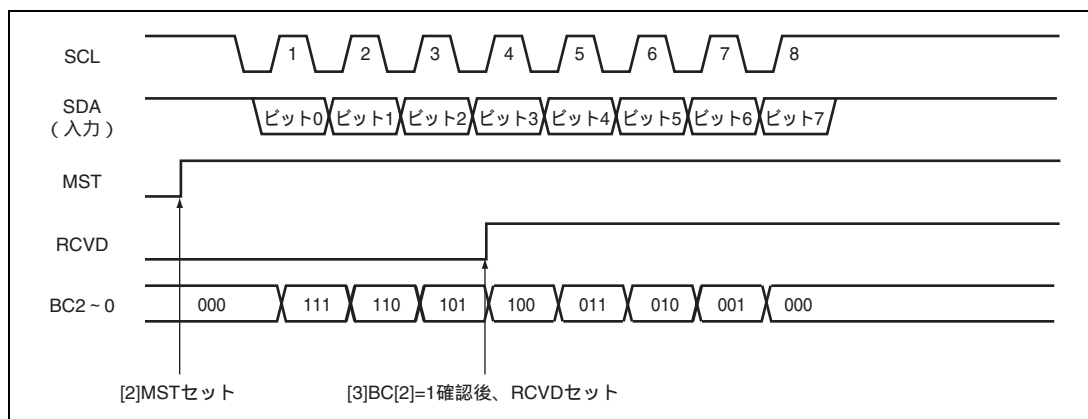 SCL 1 2 3 4 5 6 7 8
SDA
（入力） ビット0 ビット1 ビット2 ビット3 ビット4 ビット5 ビット6 ビット7
MST
RCVD
BC2～0 000 111 110 101 100 011 010 001 000
[2]MSTセット [3]BC[2]=1確認後、RCVDセット